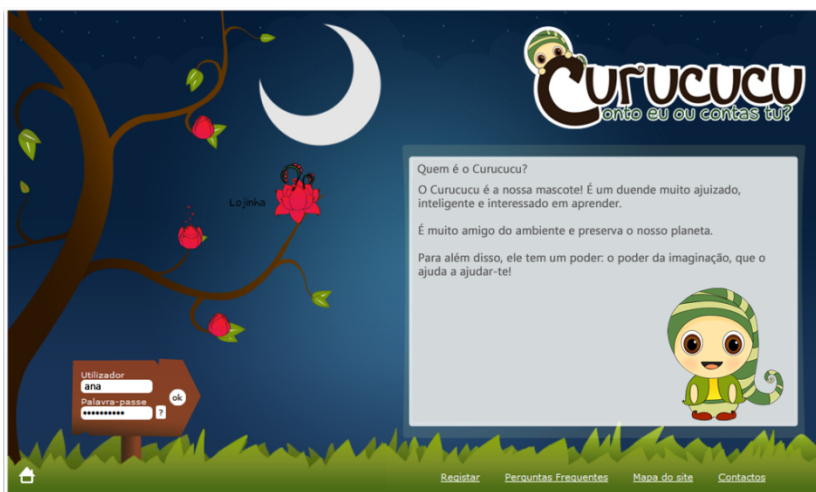 Curucucu
Conto eu ou contas tu?
Quem é o Curucucu?
O Curucucu é a nossa mascote! É um duende muito ajuizado,
inteligente e interessado em aprender.
É muito amigo do ambiente e preserva o nosso planeta.
Para além disso, ele tem um poder: o poder da imaginação, que o
ajuda a ajudar-te!
Lojinha
Utilizador
ana
Palavra-passe
••••••••••
?
ok
Registar
Perguntas Frequentes
Mapa do site
Contactos